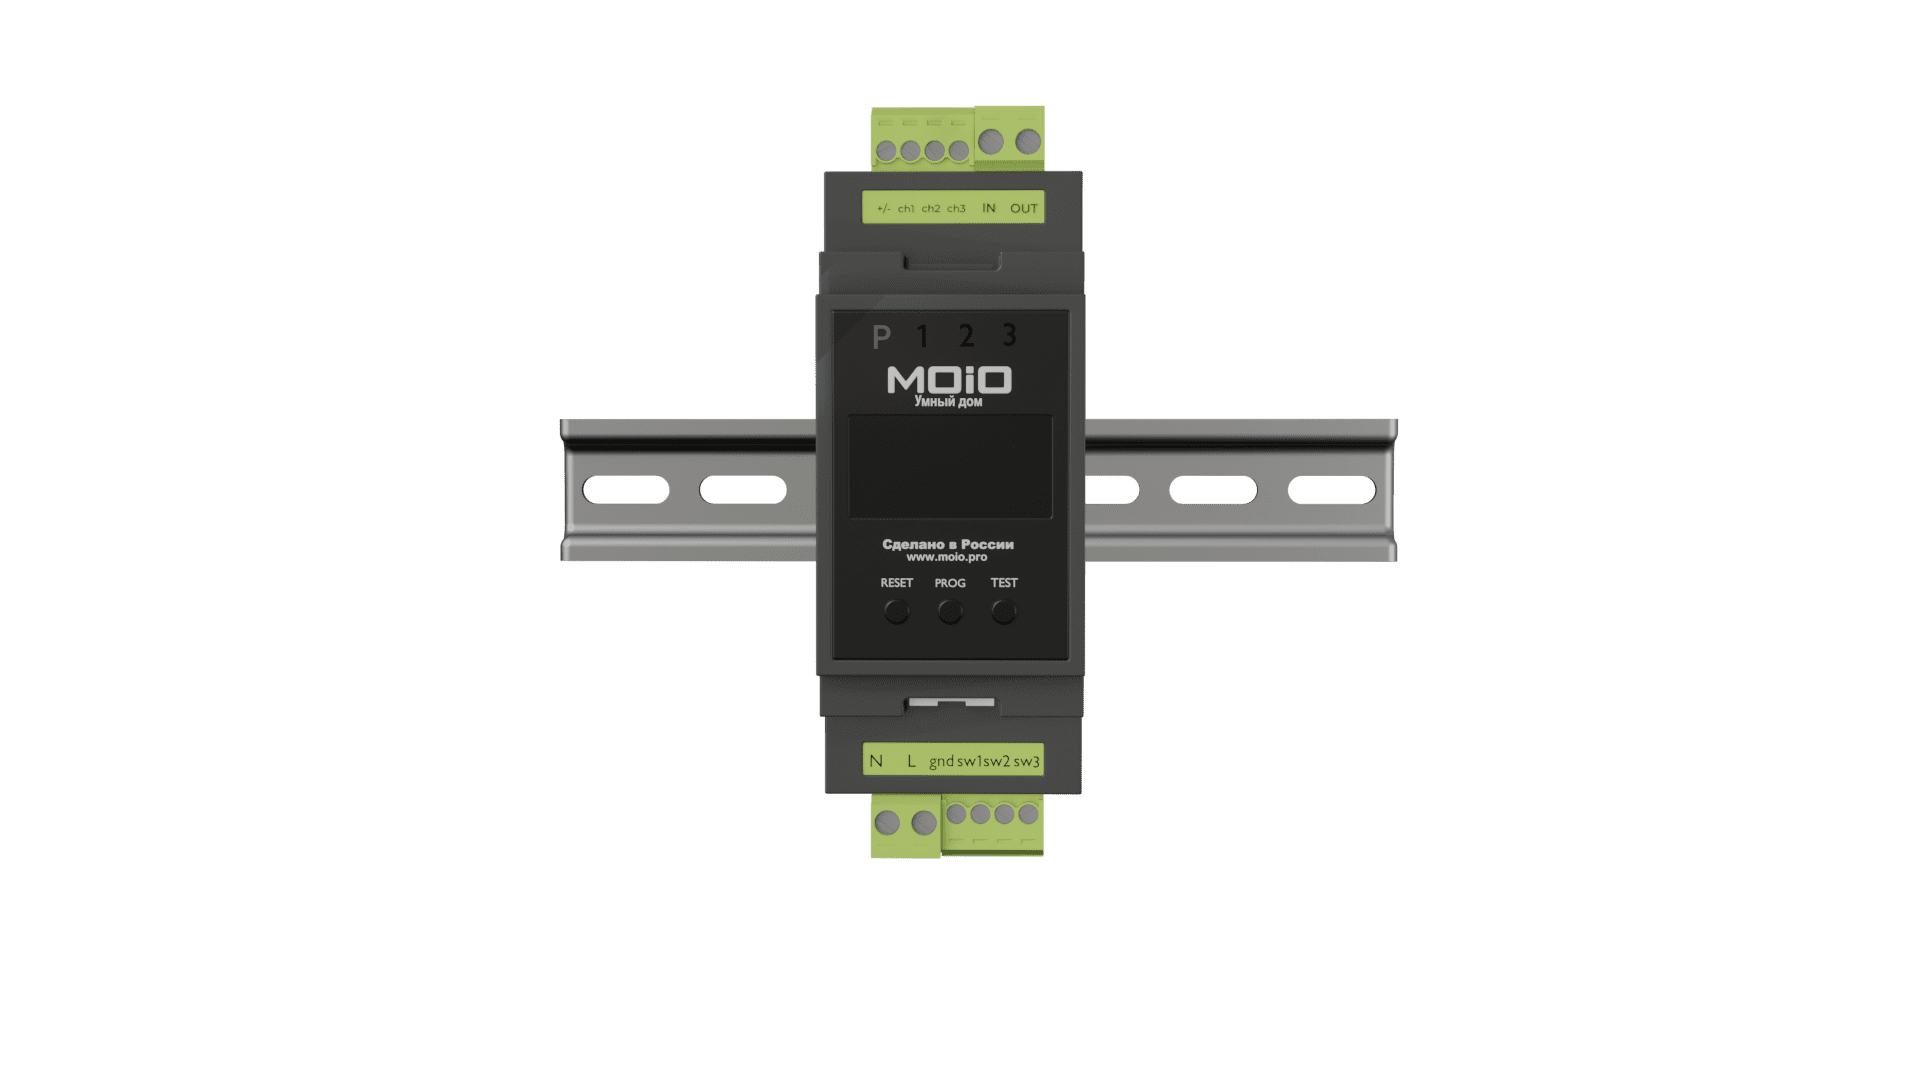 +/- ch1 ch2 ch3 IN OUT
P 1 2 3
MOiO
Умный дом
Сделано в России
www.moio.pro
RESET PROG TEST
N L gnd sw1 sw2 sw3